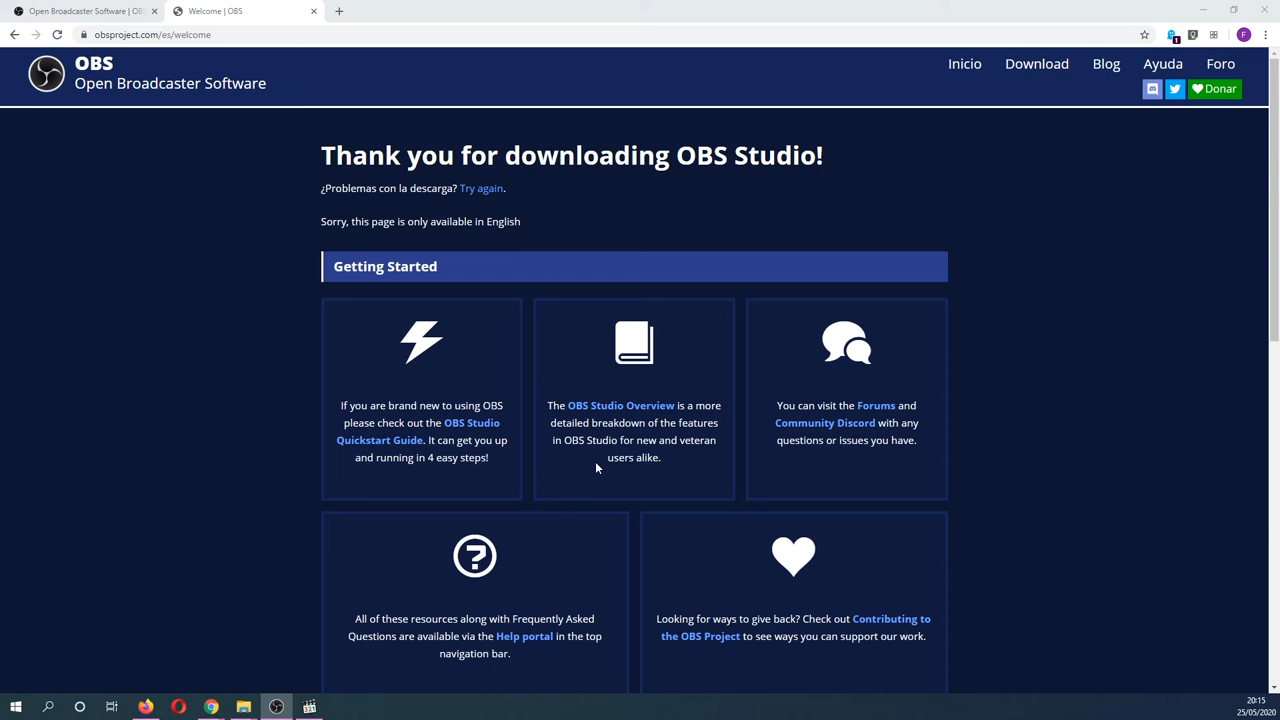 Open Broadcaster Software | OB
Welcome | OBS
obsproject.com/es/welcome
1
F
OBS
Open Broadcaster Software
Inicio Download Blog Ayuda Foro
Donar
Thank you for downloading OBS Studio!
¿Problemas con la descarga? Try again.
Sorry, this page is only available in English
Getting Started
If you are brand new to using OBS
please check out the OBS Studio
Quickstart Guide. It can get you up
and running in 4 easy steps!
The OBS Studio Overview is a more
detailed breakdown of the features
in OBS Studio for new and veteran
users alike.
You can visit the Forums and
Community Discord with any
questions or issues you have.
All of these resources along with Frequently Asked
Questions are available via the Help portal in the top
navigation bar.
Looking for ways to give back? Check out Contributing to
the OBS Project to see ways you can support our work.
20:15
25/05/2020